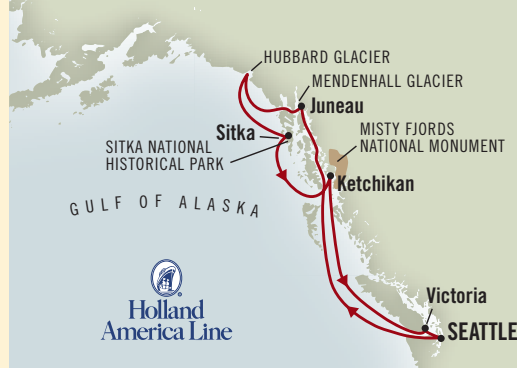 HUBBARD GLACIER
MENDENHALL GLACIER
Juneau
Sitka
MISTY FJORDS
NATIONAL MONUMENT
SITKA NATIONAL
HISTORICAL PARK
Ketchikan
GULF OF ALASKA
Holland
America Line
Victoria
SEATTLE